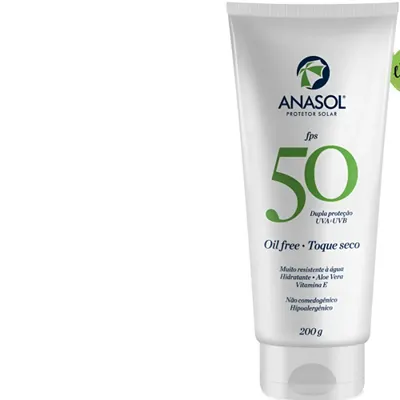 ANASOL®
PROTETOR SOLAR
fps
50
Dupla proteção
UVA+UVB
Oil free • Toque seco
Muito resistente à água
Hidratante • Aloe Vera
Vitamina E
Não comedogênico
Hipoalergênico
200 g